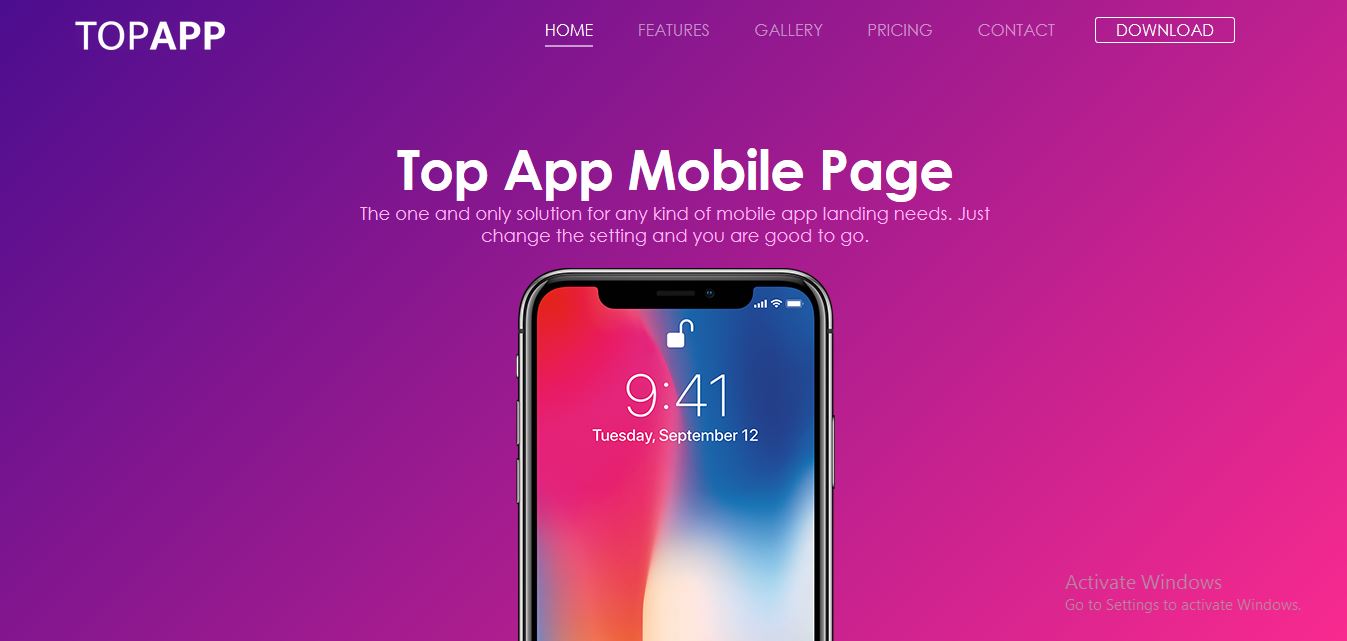 TOPAPP
HOME
FEATURES
GALLERY
PRICING
CONTACT
DOWNLOAD
Top App Mobile Page
The one and only solution for any kind of mobile app landing needs. Just
change the setting and you are good to go.
9:41
Tuesday, September 12
Activate Windows
Go to Settings to activate Windows.